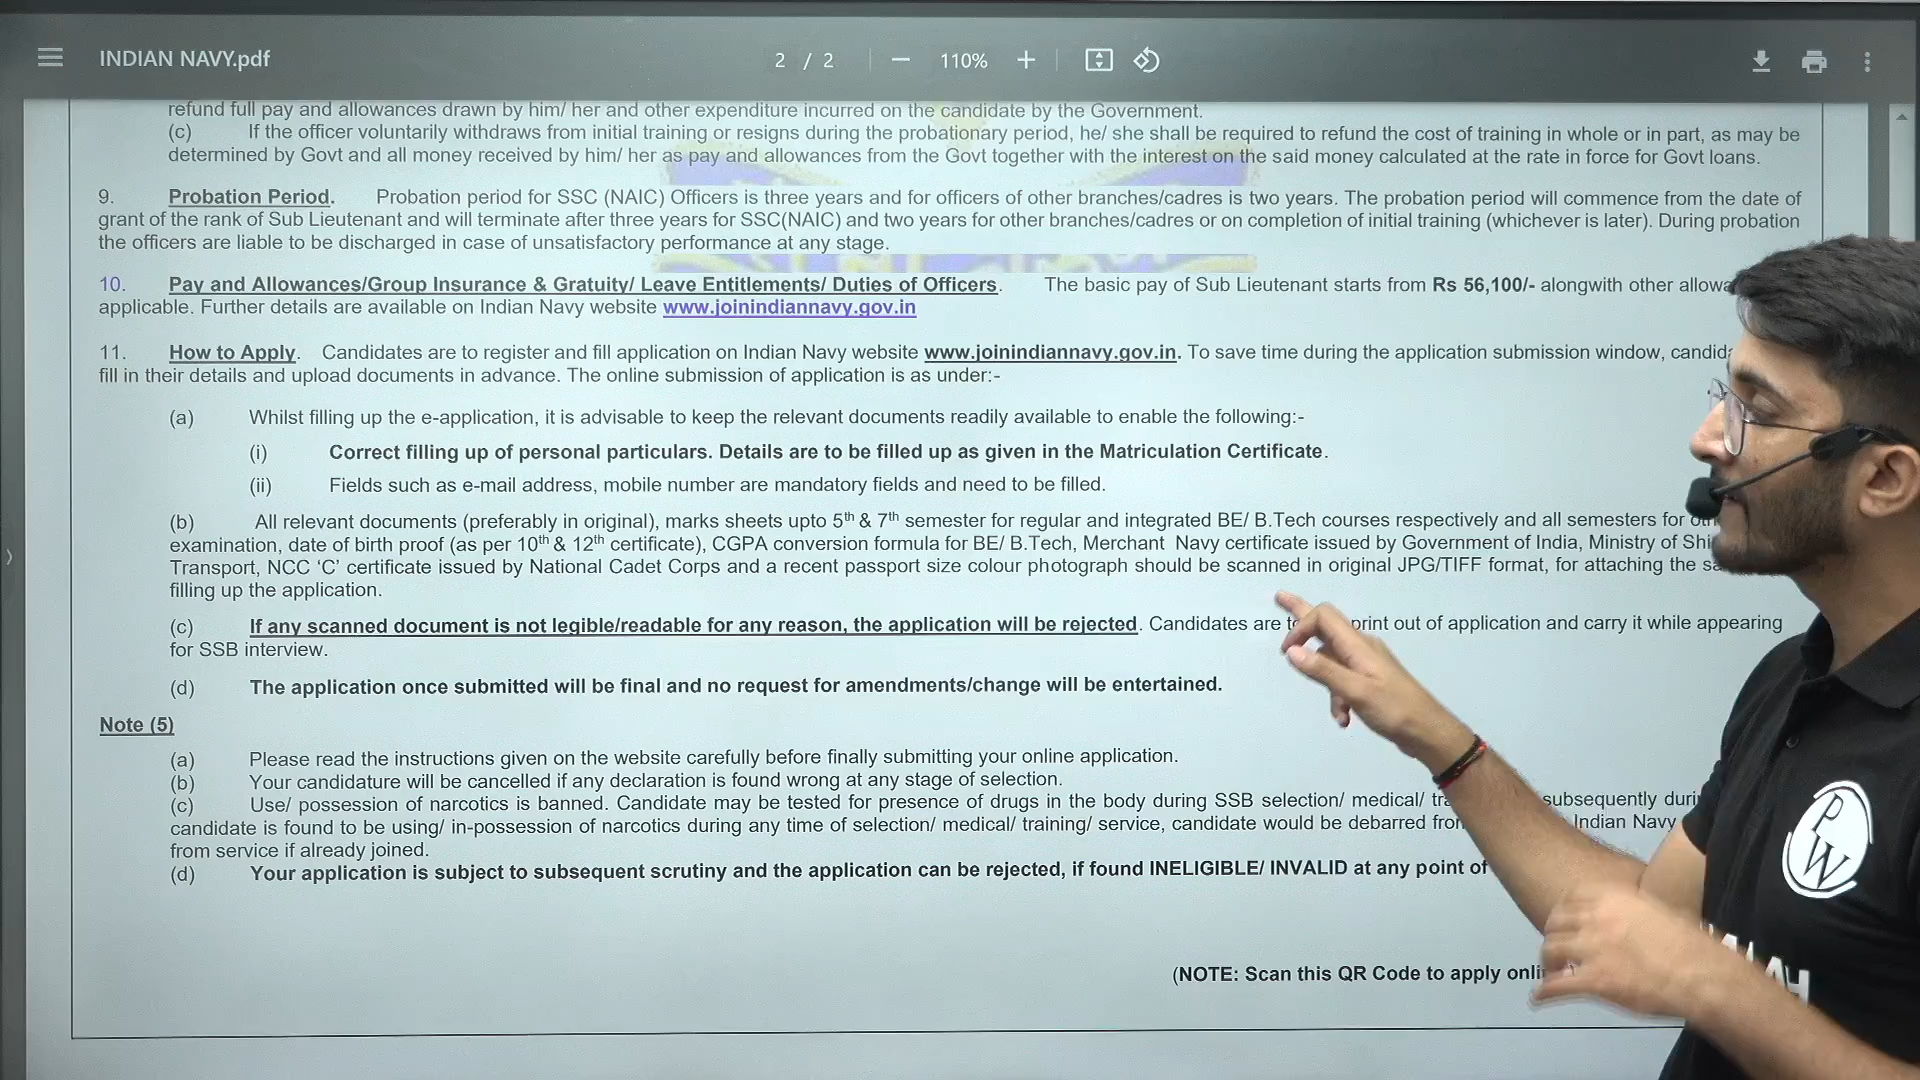 INDIAN NAVY.pdf
2 / 2
110%
refund full pay and allowances drawn by him/ her and other expenditure incurred on the candidate by the Government.
(c) If the officer voluntarily withdraws from initial training or resigns during the probationary period, he/ she shall be required to refund the cost of training in whole or in part, as may be
determined by Govt and all money received by him/ her as pay and allowances from the Govt together with the interest on the said money calculated at the rate in force for Govt loans.
9. Probation Period. Probation period for SSC (NAIC) Officers is three years and for officers of other branches/cadres is two years. The probation period will commence from the date of
grant of the rank of Sub Lieutenant and will terminate after three years for SSC(NAIC) and two years for other branches/cadres or on completion of initial training (whichever is later). During probation
the officers are liable to be discharged in case of unsatisfactory performance at any stage.
10. Pay and Allowances/Group Insurance & Gratuity/ Leave Entitlements/ Duties of Officers. The basic pay of Sub Lieutenant starts from Rs 56,100/- alongwith other
applicable. Further details are available on Indian Navy website www.joinindiannavy.gov.in
11. How to Apply. Candidates are to register and fill application on Indian Navy website www.joinindiannavy.gov.in. To save time during the application submission window,
fill in their details and upload documents in advance. The online submission of application is as under:-
(a) Whilst filling up the e-application, it is advisable to keep the relevant documents readily available to enable the following:-
(i) Correct filling up of personal particulars. Details are to be filled up as given in the Matriculation Certificate.
(ii) Fields such as e-mail address, mobile number are mandatory fields and need to be filled.
(b) All relevant documents (preferably in original), marks sheets upto 5th & 7th semester for regular and integrated BE/ B.Tech courses respectively and all semesters for
examination, date of birth proof (as per 10th & 12th certificate), CGPA conversion formula for BE/ B.Tech, Merchant Navy certificate issued by Government of India, Ministry of
Transport, NCC ‘C’ certificate issued by National Cadet Corps and a recent passport size colour photograph should be scanned in original JPG/TIFF format, for attaching the
filling up the application.
(c) If any scanned document is not legible/readable for any reason, the application will be rejected. Candidates are print out of application and carry it while appearing
for SSB interview.
(d) The application once submitted will be final and no request for amendments/change will be entertained.
Note (5)
(a) Please read the instructions given on the website carefully before finally submitting your online application.
(b) Your candidature will be cancelled if any declaration is found wrong at any stage of selection.
(c) Use/ possession of narcotics is banned. Candidate may be tested for presence of drugs in the body during SSB selection/ medical/ subsequently
candidate is found to be using/ in-possession of narcotics during any time of selection/ medical/ training/ service, candidate would be debarred Indian Navy
from service if already joined.
(d) Your application is subject to subsequent scrutiny and the application can be rejected, if found INELIGIBLE/ INVALID at any point of
(NOTE: Scan this QR Code to apply
PW